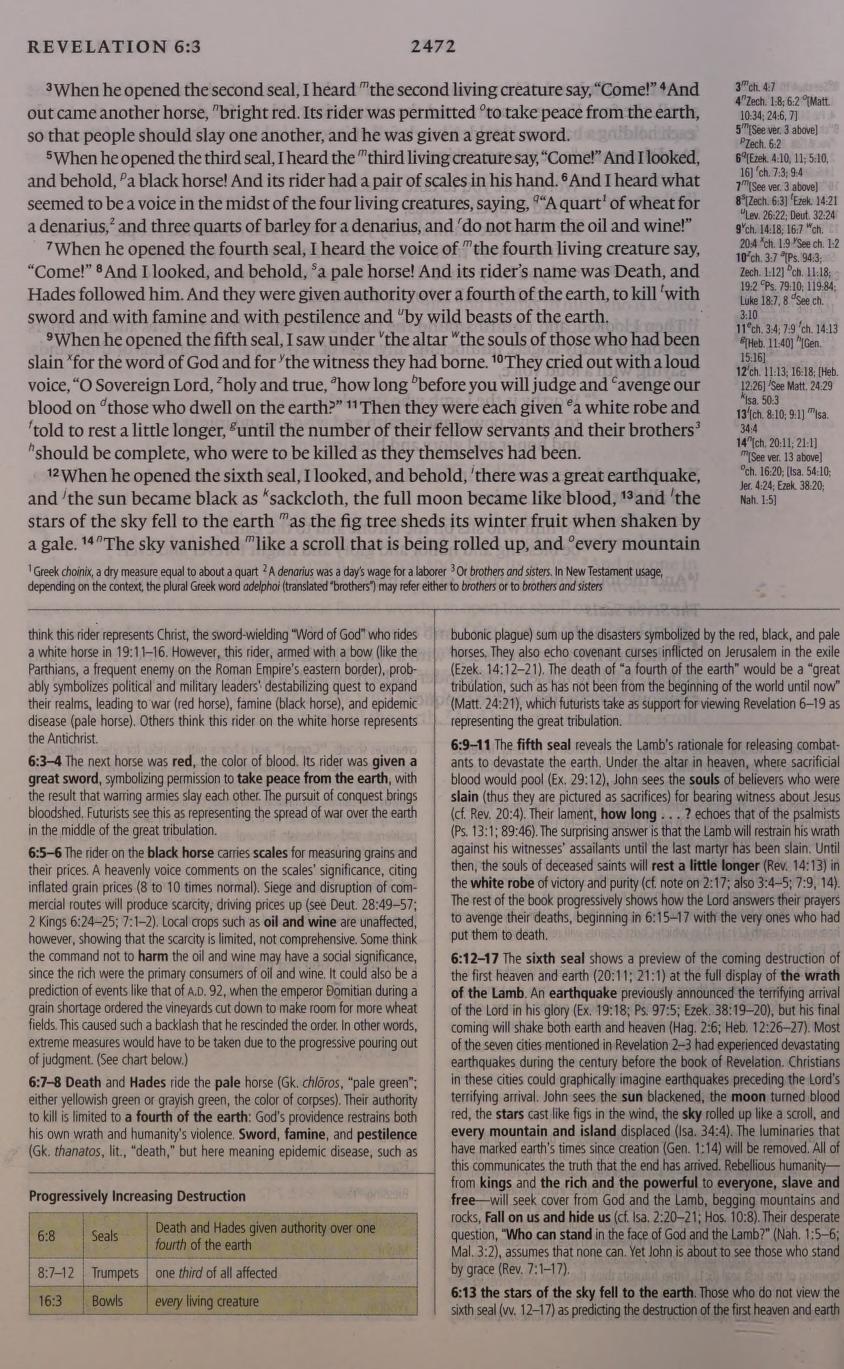 REVELATION 6:3
2472
³When he opened the second seal, I heard ᵐthe second living creature say, “Come!” ⁴And
out came another horse, ⁿbright red. Its rider was permitted ᵒto take peace from the earth,
so that people should slay one another, and he was given a great sword.
⁵When he opened the third seal, I heard the ᵐthird living creature say, “Come!” And I looked,
and behold, ᵖa black horse! And its rider had a pair of scales in his hand. ⁶And I heard what
seemed to be a voice in the midst of the four living creatures, saying, q“A quart¹ of wheat for
a denarius,² and three quarts of barley for a denarius, and ʳdo not harm the oil and wine!”
⁷When he opened the fourth seal, I heard the voice of ᵐthe fourth living creature say,
“Come!” ⁸And I looked, and behold, ˢa pale horse! And its rider’s name was Death, and
Hades followed him. And they were given authority over a fourth of the earth, to kill ᵗwith
sword and with famine and with pestilence and ᵘby wild beasts of the earth.
⁹When he opened the fifth seal, I saw under ᵛthe altar ʷthe souls of those who had been
slain ˣfor the word of God and for ʸthe witness they had borne. ¹⁰They cried out with a loud
voice, “O Sovereign Lord, ᶻholy and true, ᵃhow long ᵇbefore you will judge and ᶜavenge our
blood on ᵈthose who dwell on the earth?” ¹¹Then they were each given ᵉa white robe and
ᶠtold to rest a little longer, ᵍuntil the number of their fellow servants and their brothers³
ʰshould be complete, who were to be killed as they themselves had been.
¹²When he opened the sixth seal, I looked, and behold, ⁱthere was a great earthquake,
and ʲthe sun became black as ᵏsackcloth, the full moon became like blood, ¹³and ˡthe
stars of the sky fell to the earth ᵐas the fig tree sheds its winter fruit when shaken by
a gale. ¹⁴ⁿThe sky vanished ᵐlike a scroll that is being rolled up, and ᵒevery mountain
3ᵐch. 4:7
4ⁿZech. 1:8; 6:2 ᵒ[Matt.
10:34; 24:6, 7]
5ᵐ[See ver. 3 above]
ᵖZech. 6:2
6q[Ezek. 4:10, 11; 5:10,
16] ʳch. 7:3; 9:4
7ᵐ[See ver. 3 above]
8ˢ[Zech. 6:3] ᵗEzek. 14:21
ᵘLev. 26:22; Deut. 32:24
9ᵛch. 14:18; 16:7 ʷch.
20:4 ˣch. 1:9 ʸSee ch. 1:2
10ᶻch. 3:7 ᵃ[Ps. 94:3;
Zech. 1:12] ᵇch. 11:18;
19:2 ᶜPs. 79:10; 119:84;
Luke 18:7, 8 ᵈSee ch.
3:10
11ᵉch. 3:4; 7:9 ᶠch. 14:13
ᵍ[Heb. 11:40] ʰ[Gen.
15:16]
12ⁱch. 11:13; 16:18; [Heb.
12:26] ʲSee Matt. 24:29
ᵏIsa. 50:3
13ˡ[ch. 8:10; 9:1] ᵐIsa.
34:4
14ⁿ[ch. 20:11; 21:1]
ᵐ[See ver. 13 above]
ᵒch. 16:20; [Isa. 54:10;
Jer. 4:24; Ezek. 38:20;
Nah. 1:5]
¹ Greek choinix, a dry measure equal to about a quart ² A denarius was a day’s wage for a laborer ³ Or brothers and sisters. In New Testament usage,
depending on the context, the plural Greek word adelphoi (translated “brothers”) may refer either to brothers or to brothers and sisters
think this rider represents Christ, the sword-wielding “Word of God” who rides
a white horse in 19:11–16. However, this rider, armed with a bow (like the
Parthians, a frequent enemy on the Roman Empire’s eastern border), prob-
ably symbolizes political and military leaders’ destabilizing quest to expand
their realms, leading to war (red horse), famine (black horse), and epidemic
disease (pale horse). Others think this rider on the white horse represents
the Antichrist.
6:3–4 The next horse was red, the color of blood. Its rider was given a
great sword, symbolizing permission to take peace from the earth, with
the result that warring armies slay each other. The pursuit of conquest brings
bloodshed. Futurists see this as representing the spread of war over the earth
in the middle of the great tribulation.
6:5–6 The rider on the black horse carries scales for measuring grains and
their prices. A heavenly voice comments on the scales’ significance, citing
inflated grain prices (8 to 10 times normal). Siege and disruption of com-
mercial routes will produce scarcity, driving prices up (see Deut. 28:49–57;
2 Kings 6:24–25; 7:1–2). Local crops such as oil and wine are unaffected,
however, showing that the scarcity is limited, not comprehensive. Some think
the command not to harm the oil and wine may have a social significance,
since the rich were the primary consumers of oil and wine. It could also be a
prediction of events like that of A.D. 92, when the emperor Domitian during a
grain shortage ordered the vineyards cut down to make room for more wheat
fields. This caused such a backlash that he rescinded the order. In other words,
extreme measures would have to be taken due to the progressive pouring out
of judgment. (See chart below.)
6:7–8 Death and Hades ride the pale horse (Gk. chlōros, “pale green”;
either yellowish green or grayish green, the color of corpses). Their authority
to kill is limited to a fourth of the earth: God’s providence restrains both
his own wrath and humanity’s violence. Sword, famine, and pestilence
(Gk. thanatos, lit., “death,” but here meaning epidemic disease, such as
Progressively Increasing Destruction
6:8 Seals Death and Hades given authority over one
fourth of the earth
8:7–12 Trumpets one third of all affected
16:3 Bowls every living creature
bubonic plague) sum up the disasters symbolized by the red, black, and pale
horses. They also echo covenant curses inflicted on Jerusalem in the exile
(Ezek. 14:12–21). The death of “a fourth of the earth” would be a “great
tribulation, such as has not been from the beginning of the world until now”
(Matt. 24:21), which futurists take as support for viewing Revelation 6–19 as
representing the great tribulation.
6:9–11 The fifth seal reveals the Lamb’s rationale for releasing combat-
ants to devastate the earth. Under the altar in heaven, where sacrificial
blood would pool (Ex. 29:12), John sees the souls of believers who were
slain (thus they are pictured as sacrifices) for bearing witness about Jesus
(cf. Rev. 20:4). Their lament, how long . . . ? echoes that of the psalmists
(Ps. 13:1; 89:46). The surprising answer is that the Lamb will restrain his wrath
against his witnesses’ assailants until the last martyr has been slain. Until
then, the souls of deceased saints will rest a little longer (Rev. 14:13) in
the white robe of victory and purity (cf. note on 2:17; also 3:4–5; 7:9, 14).
The rest of the book progressively shows how the Lord answers their prayers
to avenge their deaths, beginning in 6:15–17 with the very ones who had
put them to death.
6:12–17 The sixth seal shows a preview of the coming destruction of
the first heaven and earth (20:11; 21:1) at the full display of the wrath
of the Lamb. An earthquake previously announced the terrifying arrival
of the Lord in his glory (Ex. 19:18; Ps. 97:5; Ezek. 38:19–20), but his final
coming will shake both earth and heaven (Hag. 2:6; Heb. 12:26–27). Most
of the seven cities mentioned in Revelation 2–3 had experienced devastating
earthquakes during the century before the book of Revelation. Christians
in these cities could graphically imagine earthquakes preceding the Lord’s
terrifying arrival. John sees the sun blackened, the moon turned blood
red, the stars cast like figs in the wind, the sky rolled up like a scroll, and
every mountain and island displaced (Isa. 34:4). The luminaries that
have marked earth’s times since creation (Gen. 1:14) will be removed. All of
this communicates the truth that the end has arrived. Rebellious humanity—
from kings and the rich and the powerful to everyone, slave and
free—will seek cover from God and the Lamb, begging mountains and
rocks, Fall on us and hide us (cf. Isa. 2:20–21; Hos. 10:8). Their desperate
question, “Who can stand in the face of God and the Lamb?” (Nah. 1:5–6;
Mal. 3:2), assumes that none can. Yet John is about to see those who stand
by grace (Rev. 7:1–17).
6:13 the stars of the sky fell to the earth. Those who do not view the
sixth seal (vv. 12–17) as predicting the destruction of the first heaven and earth